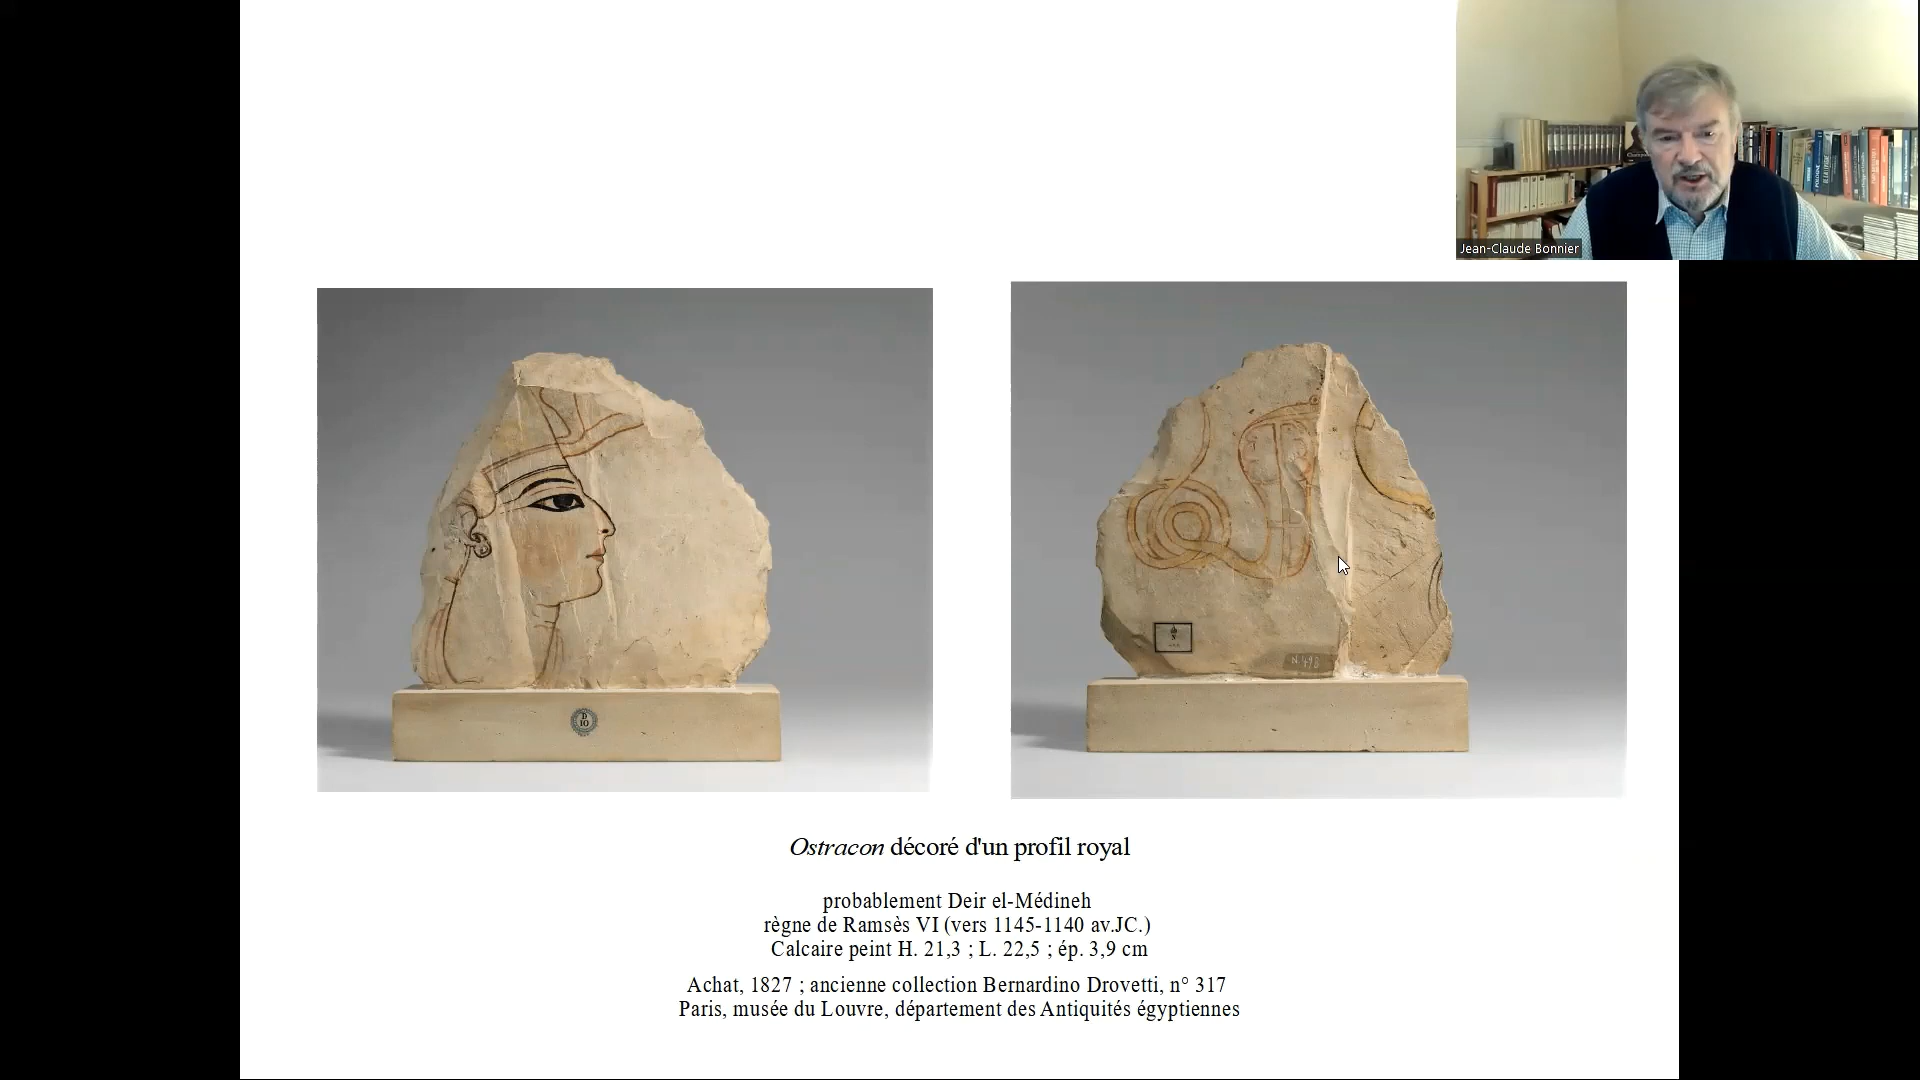 Jean-Claude Bonnier
D
10
N
N 498
Ostracon décoré d'un profil royal
probablement Deir el-Médineh
règne de Ramsès VI (vers 1145-1140 av.JC.)
Calcaire peint H. 21,3 ; L. 22,5 ; ép. 3,9 cm
Achat, 1827 ; ancienne collection Bernardino Drovetti, n° 317
Paris, musée du Louvre, département des Antiquités égyptiennes